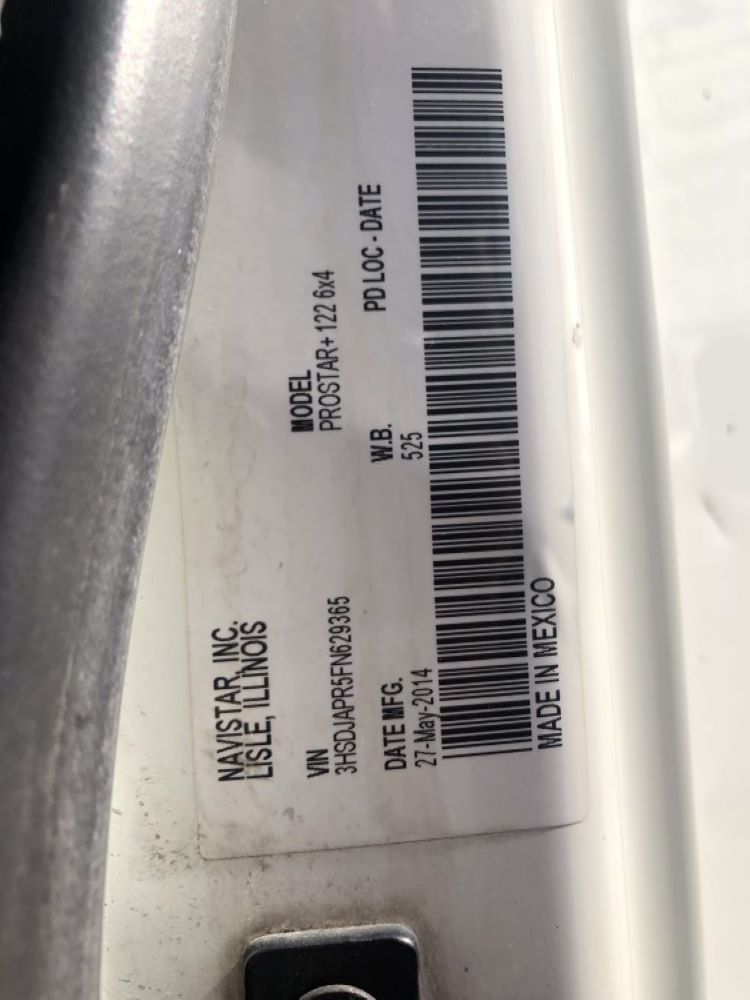 NAVISTAR, INC.
LISLE, ILLINOIS
VIN
3HSDJAPR5FN629365
MODEL
PROSTAR+ 122 6x4
DATE MFG.
27-May-2014
W.B.
525
PD LOC - DATE
MADE IN MEXICO